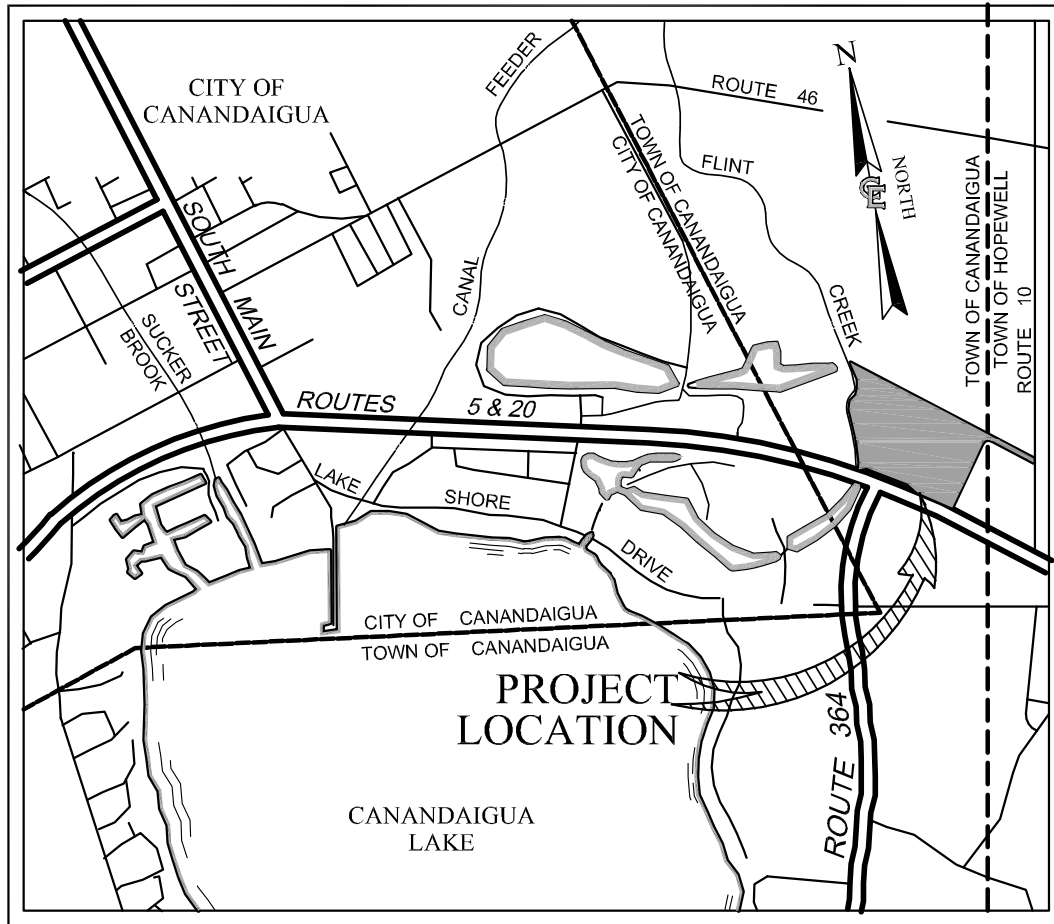 CITY OF
CANANDAIGUA
FEEDER
ROUTE 46
N
NORTH
CE
TOWN OF CANANDAIGUA
CITY OF CANANDAIGUA
FLINT
CREEK
TOWN OF CANANDAIGUA
TOWN OF HOPEWELL
ROUTE 10
SOUTH MAIN
STREET
SUCKER
BROOK
CANAL
ROUTES 5 & 20
LAKE SHORE DRIVE
CITY OF CANANDAIGUA
TOWN OF CANANDAIGUA
PROJECT
LOCATION
ROUTE 364
CANANDAIGUA
LAKE